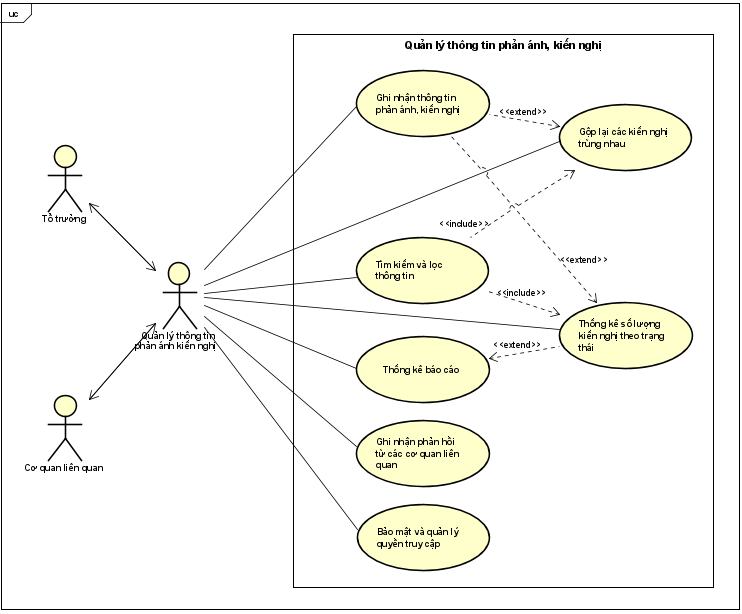 uc
Quản lý thông tin phản ánh, kiến nghị
Ghi nhận thông tin
phản ánh, kiến nghị
<<extend>>
Gộp lại các kiến nghị
trùng nhau
Tổ trưởng
<<include>>
Tìm kiếm và lọc
thông tin
<<extend>>
<<include>>
Quản lý thông tin
phản ánh kiến nghị
Thống kê số lượng
kiến nghị theo trạng
thái
<<extend>>
Thống kê báo cáo
Ghi nhận phản hồi
từ các cơ quan liên
quan
Cơ quan liên quan
Bảo mật và quản lý
quyền truy cập